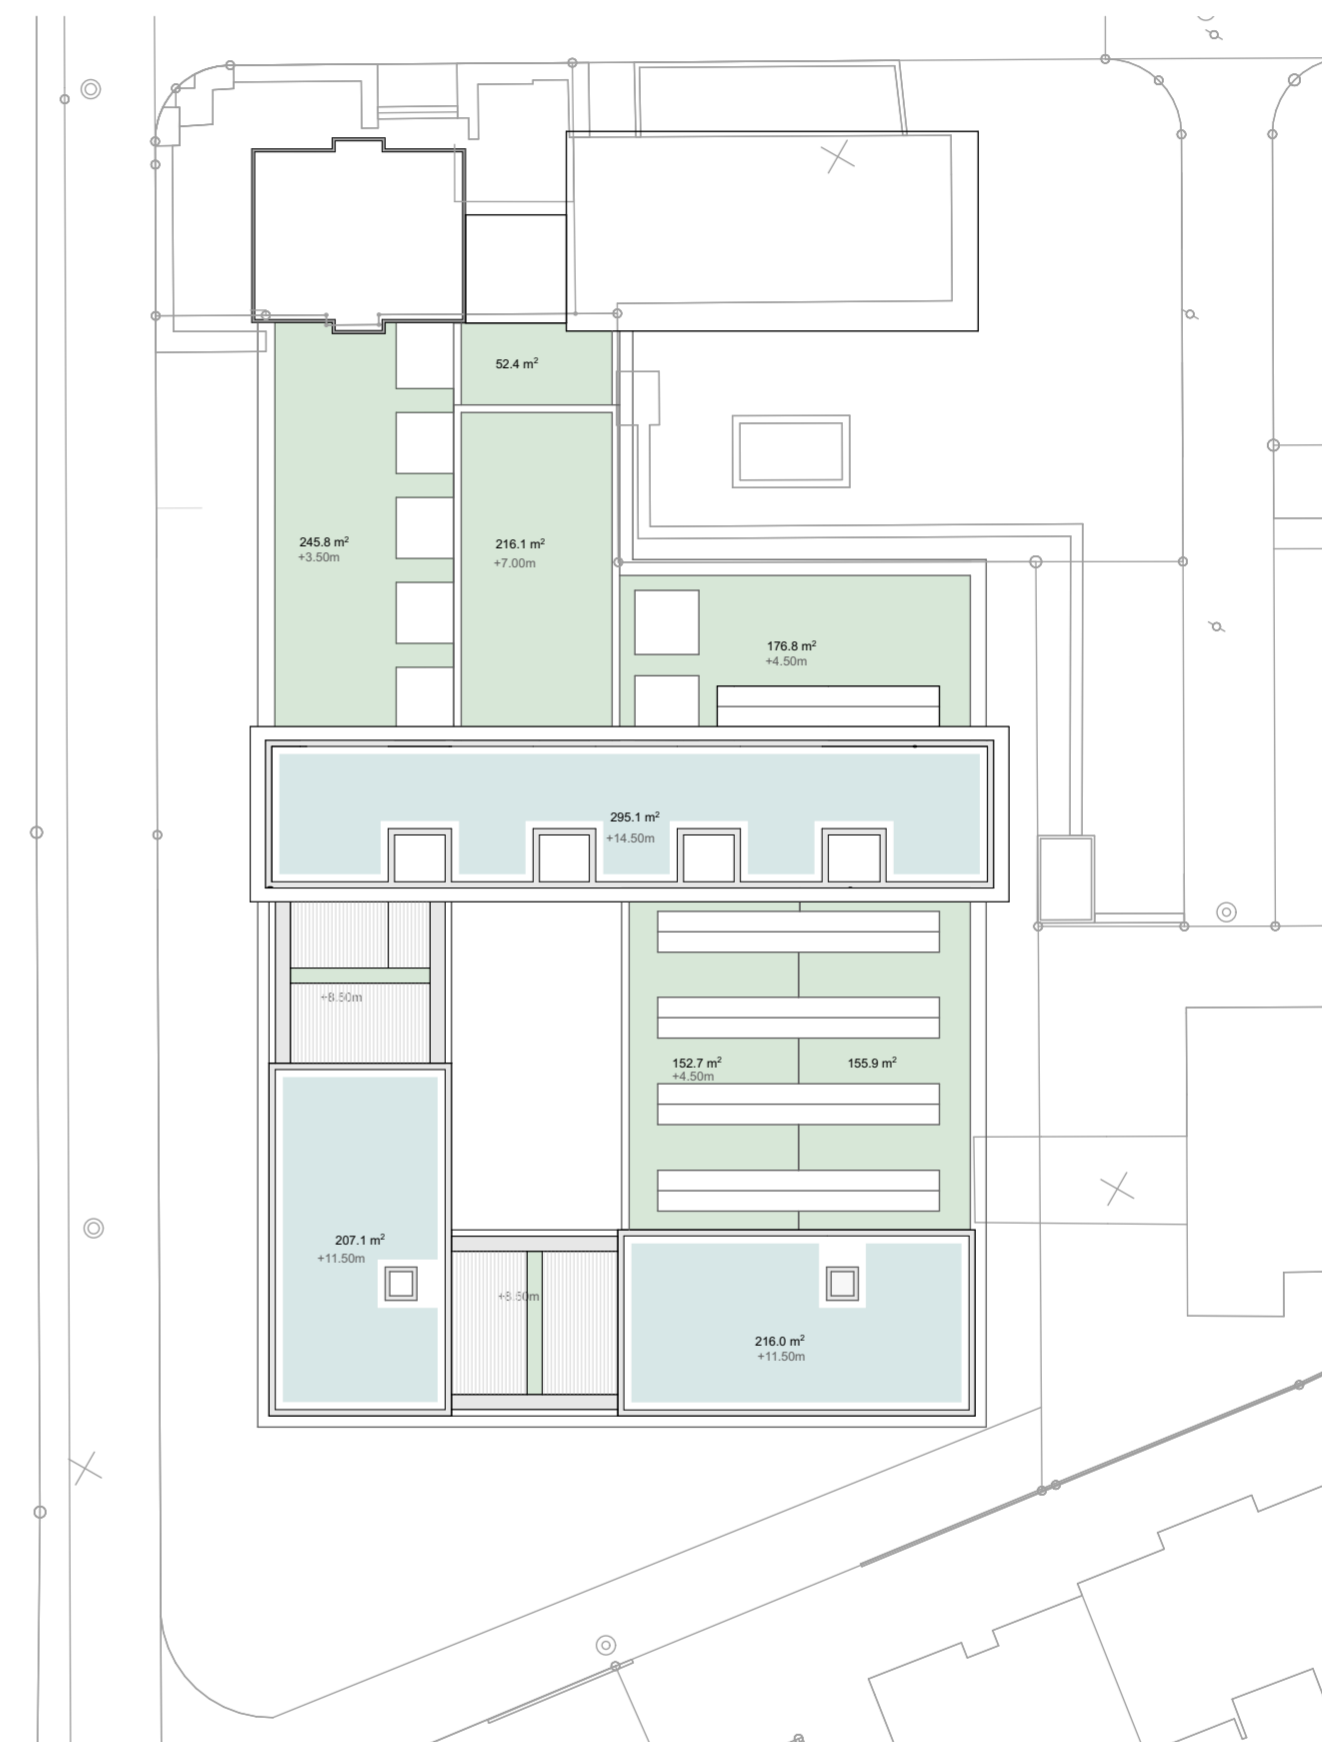 52.4 m²
245.8 m²
+3.50m
216.1 m²
+7.00m
176.8 m²
+4.50m
295.1 m²
+14.50m
+8.50m
152.7 m²
+4.50m
155.9 m²
207.1 m²
+11.50m
+8.50m
216.0 m²
+11.50m